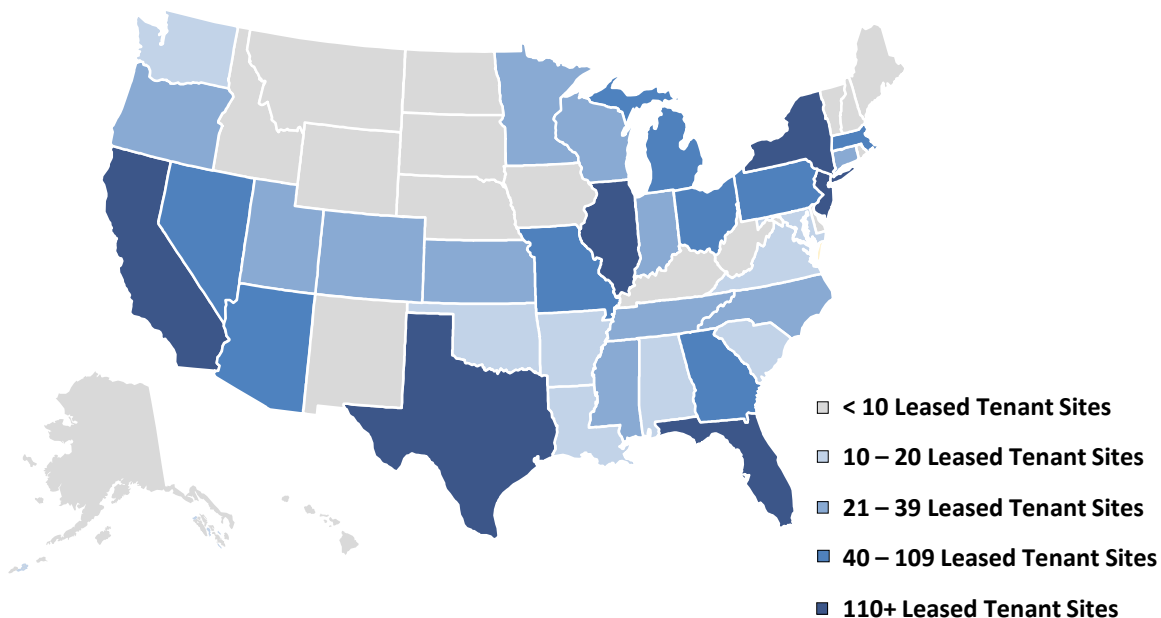 < 10 Leased Tenant Sites
10 – 20 Leased Tenant Sites
21 – 39 Leased Tenant Sites
40 – 109 Leased Tenant Sites
110+ Leased Tenant Sites